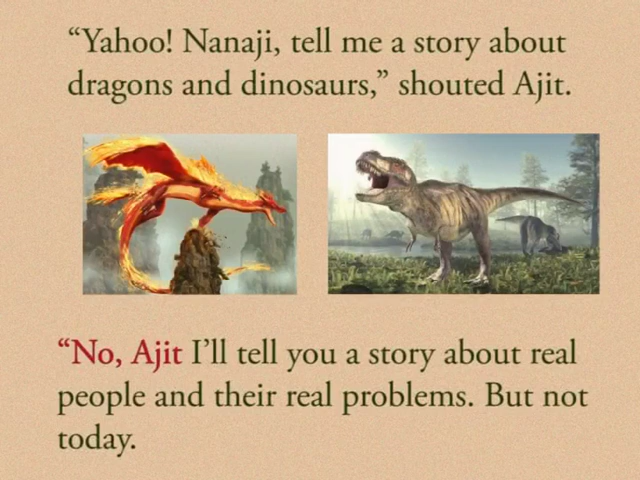 “Yahoo! Nanaji, tell me a story about
dragons and dinosaurs,” shouted Ajit.
“No, Ajit I’ll tell you a story about real
people and their real problems. But not
today.